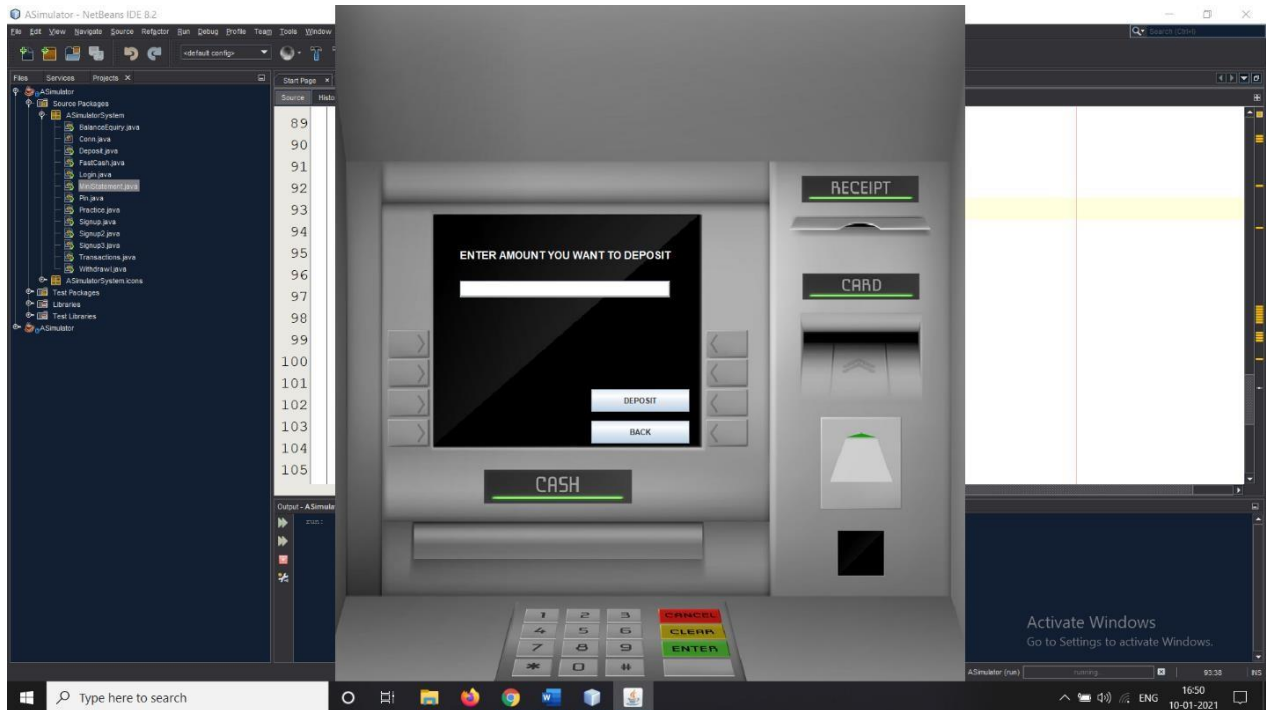 ASimulator - NetBeans IDE 8.2
File Edit View Navigate Source Refactor Run Debug Profile Team Tools Window
Search (Ctrl+I)
<default config>
Files Services Projects
Start Page
Source Histo
ASimulator
Source Packages
ASimulatorSystem
BalanceEquiry.java
Conn.java
Deposit.java
FastCash.java
Login.java
MiniStatement.java
Pin.java
Practice.java
Signup.java
Signup2.java
Signup3.java
Transactions.java
Withdrawl.java
ASimulatorSystem.icons
Test Packages
Libraries
Test Libraries
ASimulator
89
90
91
92
93
94
95
96
97
98
99
100
101
102
103
104
105
RECEIPT
ENTER AMOUNT YOU WANT TO DEPOSIT
CARD
DEPOSIT
BACK
CASH
Output - ASimula
run:
1 2 3 CANCEL
4 5 6 CLEAR
7 8 9 ENTER
* 0 #
Activate Windows
Go to Settings to activate Windows.
ASimulator (run) running... 93:38 INS
Type here to search
ENG
16:50
10-01-2021